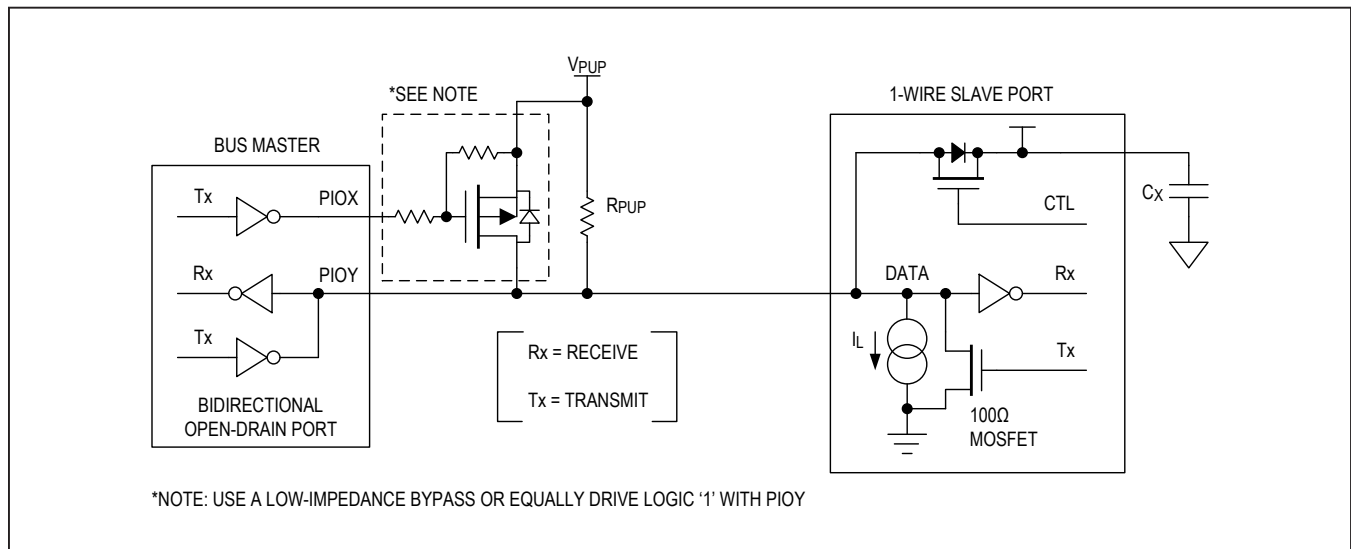 VPUP
*SEE NOTE
1-WIRE SLAVE PORT
BUS MASTER
Tx
PIOX
RPUP
CX
CTL
Rx
PIOY
DATA
Rx
Tx
IL
Tx
Rx = RECEIVE
Tx = TRANSMIT
BIDIRECTIONAL
OPEN-DRAIN PORT
100Ω
MOSFET
*NOTE: USE A LOW-IMPEDANCE BYPASS OR EQUALLY DRIVE LOGIC ‘1’ WITH PIOY